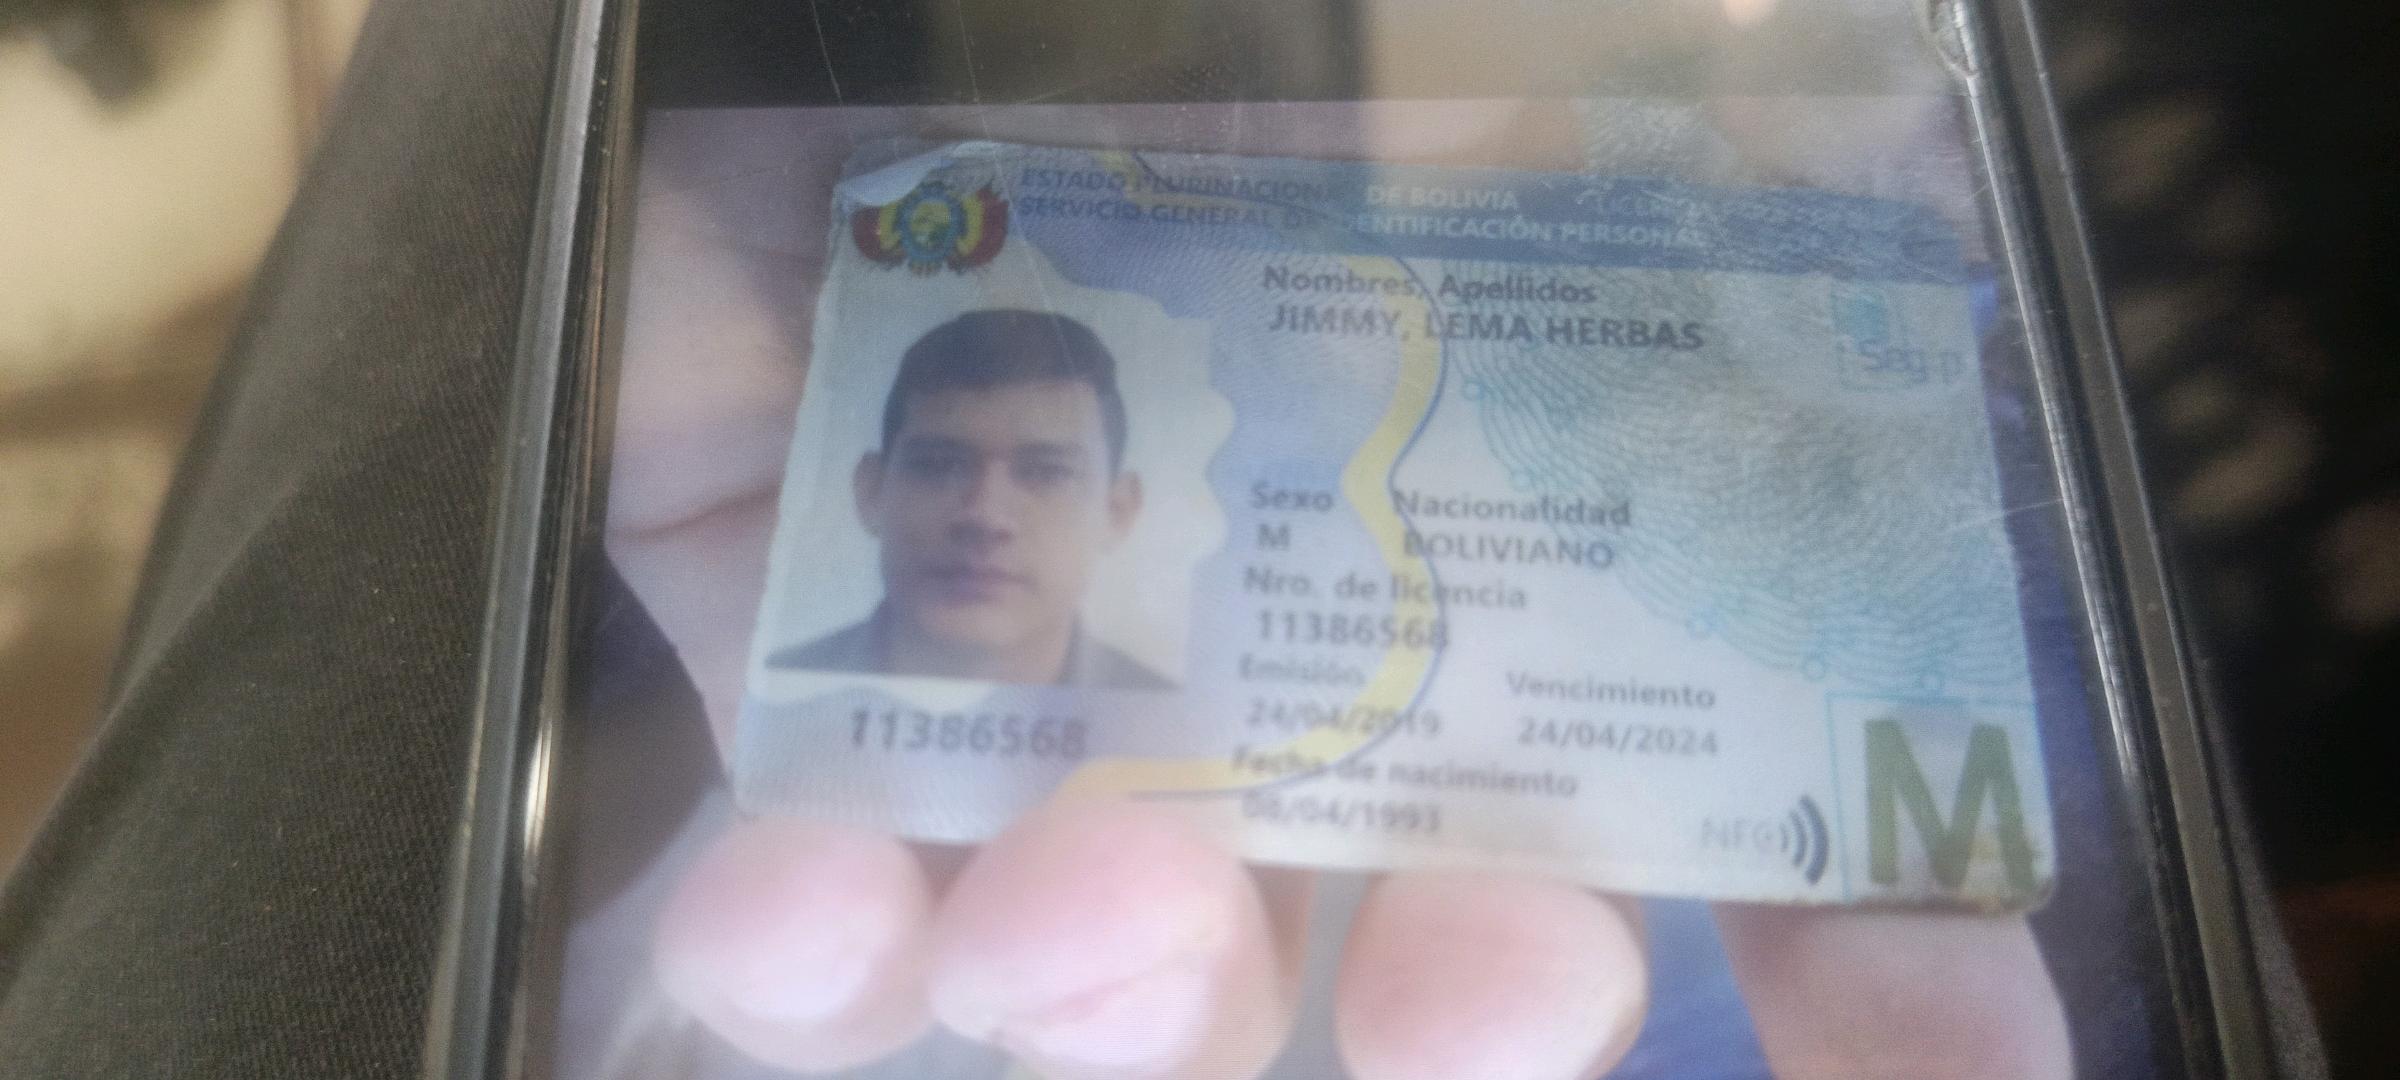 ESTADO PLURINACIONAL DE BOLIVIA
SERVICIO GENERAL DE IDENTIFICACIÓN PERSONAL
Nombres, Apellidos
JIMMY, LEMA HERBAS
Segip
Sexo Nacionalidad
M BOLIVIANO
Nro. de licencia
11386568
Emisión Vencimiento
24/04/2019 24/04/2024
11386568
Fecha de nacimiento
08/04/1993
NFC
M